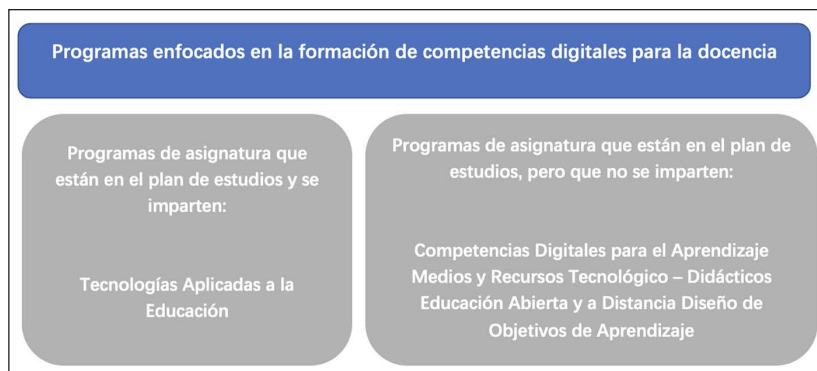 Programas enfocados en la formación de competencias digitales para la docencia
Programas de asignatura que
están en el plan de estudios y se
imparten:
Tecnologías Aplicadas a la
Educación
Programas de asignatura que están en el plan de
estudios, pero que no se imparten:
Competencias Digitales para el Aprendizaje
Medios y Recursos Tecnológico – Didácticos
Educación Abierta y a Distancia Diseño de
Objetivos de Aprendizaje